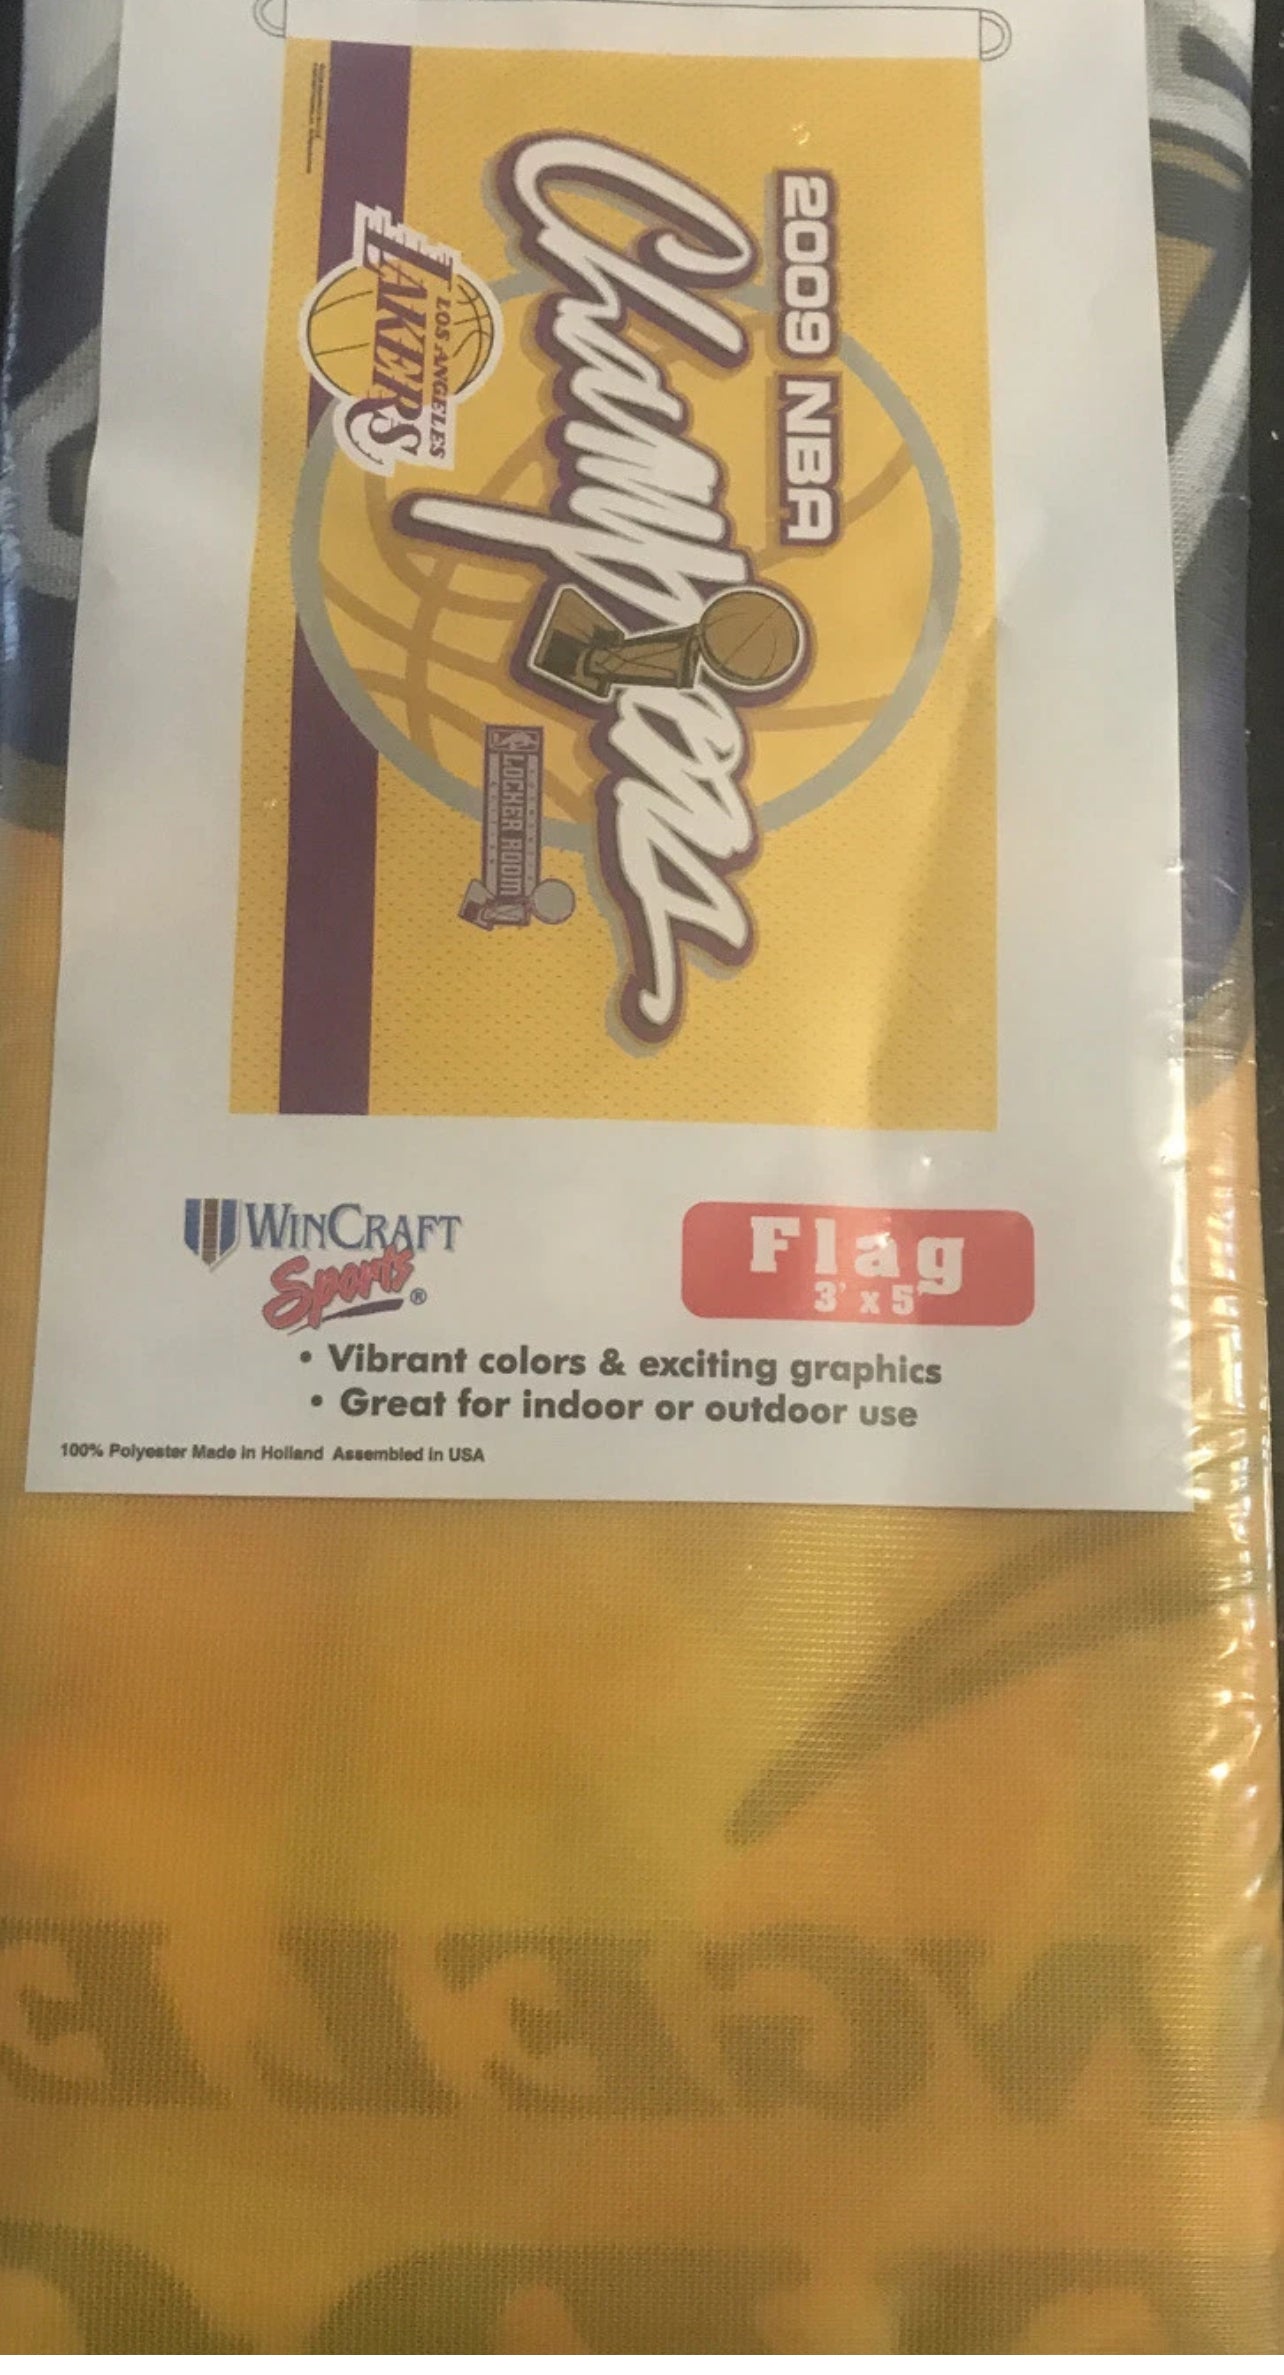 2009 NBA
Champions
LOS ANGELES
LAKERS
LOCKER ROOM
WINCRAFT
Sports®
Flag
3' x 5'
• Vibrant colors & exciting graphics
• Great for indoor or outdoor use
100% Polyester Made in Holland Assembled in USA